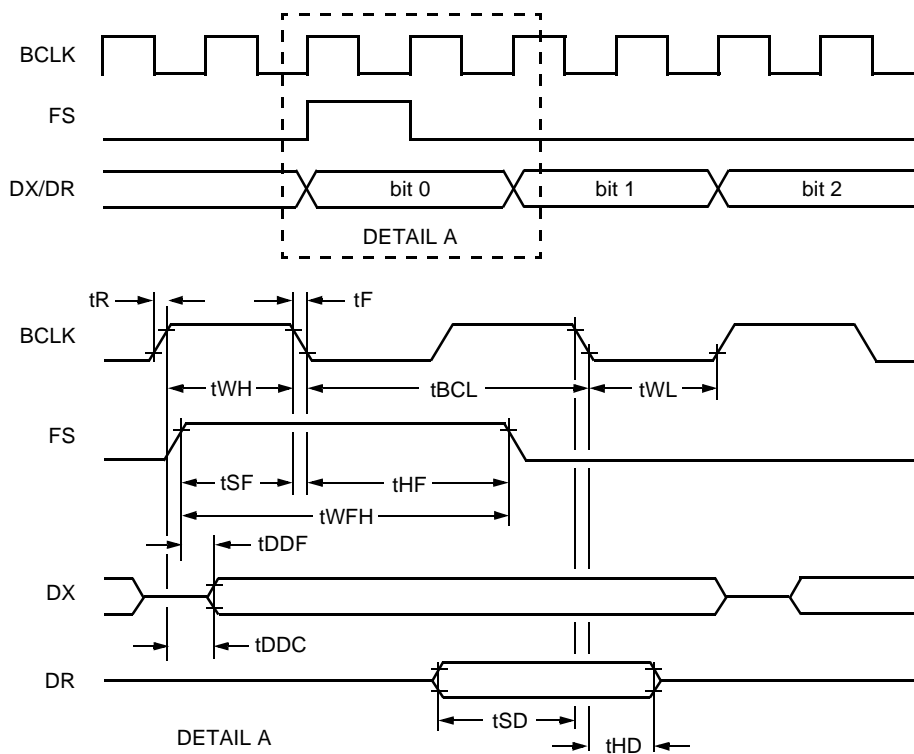 BCLK
FS
DX/DR
bit 0
bit 1
bit 2
DETAIL A
tR
tF
BCLK
tWH
tBCL
tWL
FS
tSF
tHF
tWFH
tDDF
DX
tDDC
DR
tSD
tHD
DETAIL A